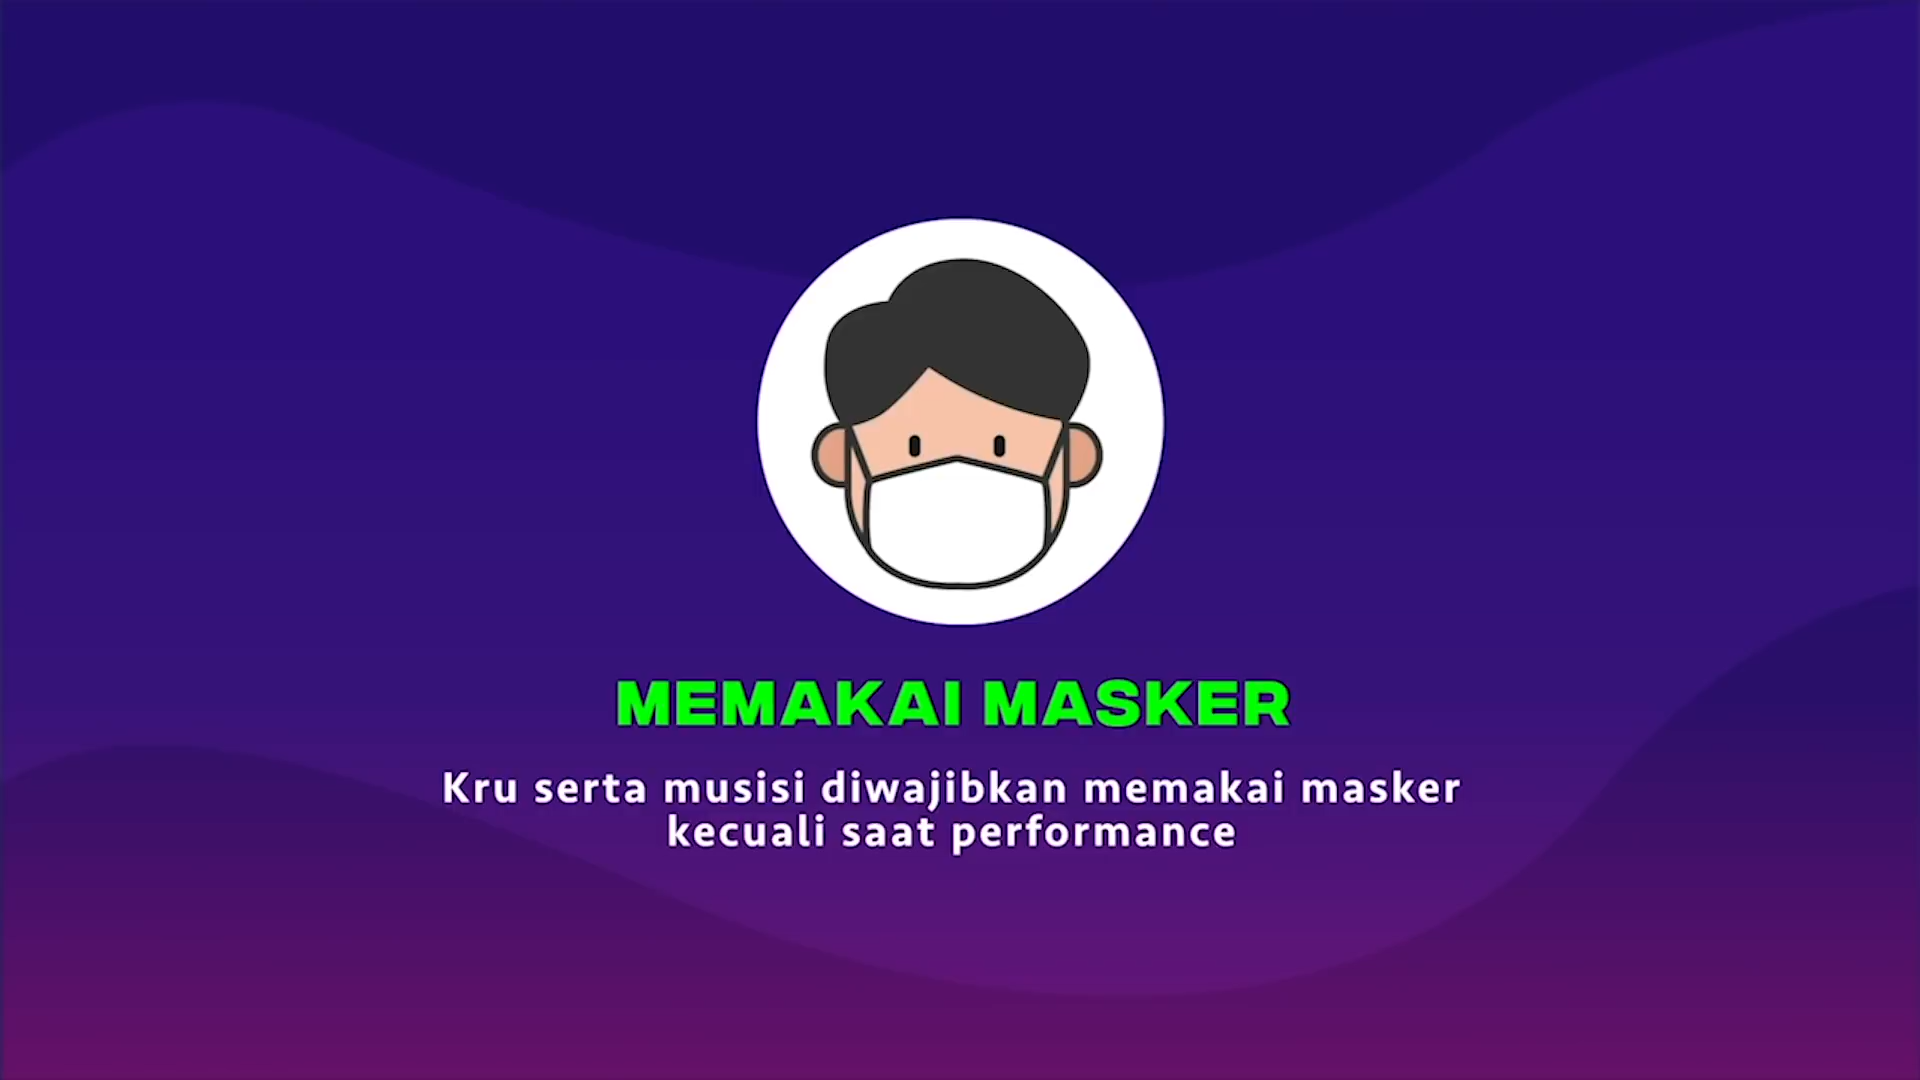 MEMAKAI MASKER
Kru serta musisi diwajibkan memakai masker
kecuali saat performance